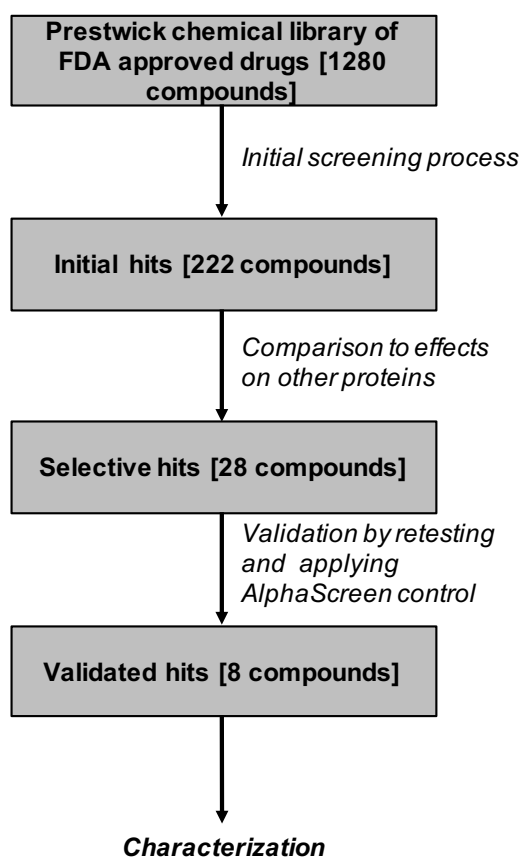 Prestwick chemical library of
FDA approved drugs [1280
compounds]
Initial screening process
Initial hits [222 compounds]
Comparison to effects
on other proteins
Selective hits [28 compounds]
Validation by retesting
and applying
AlphaScreen control
Validated hits [8 compounds]
Characterization